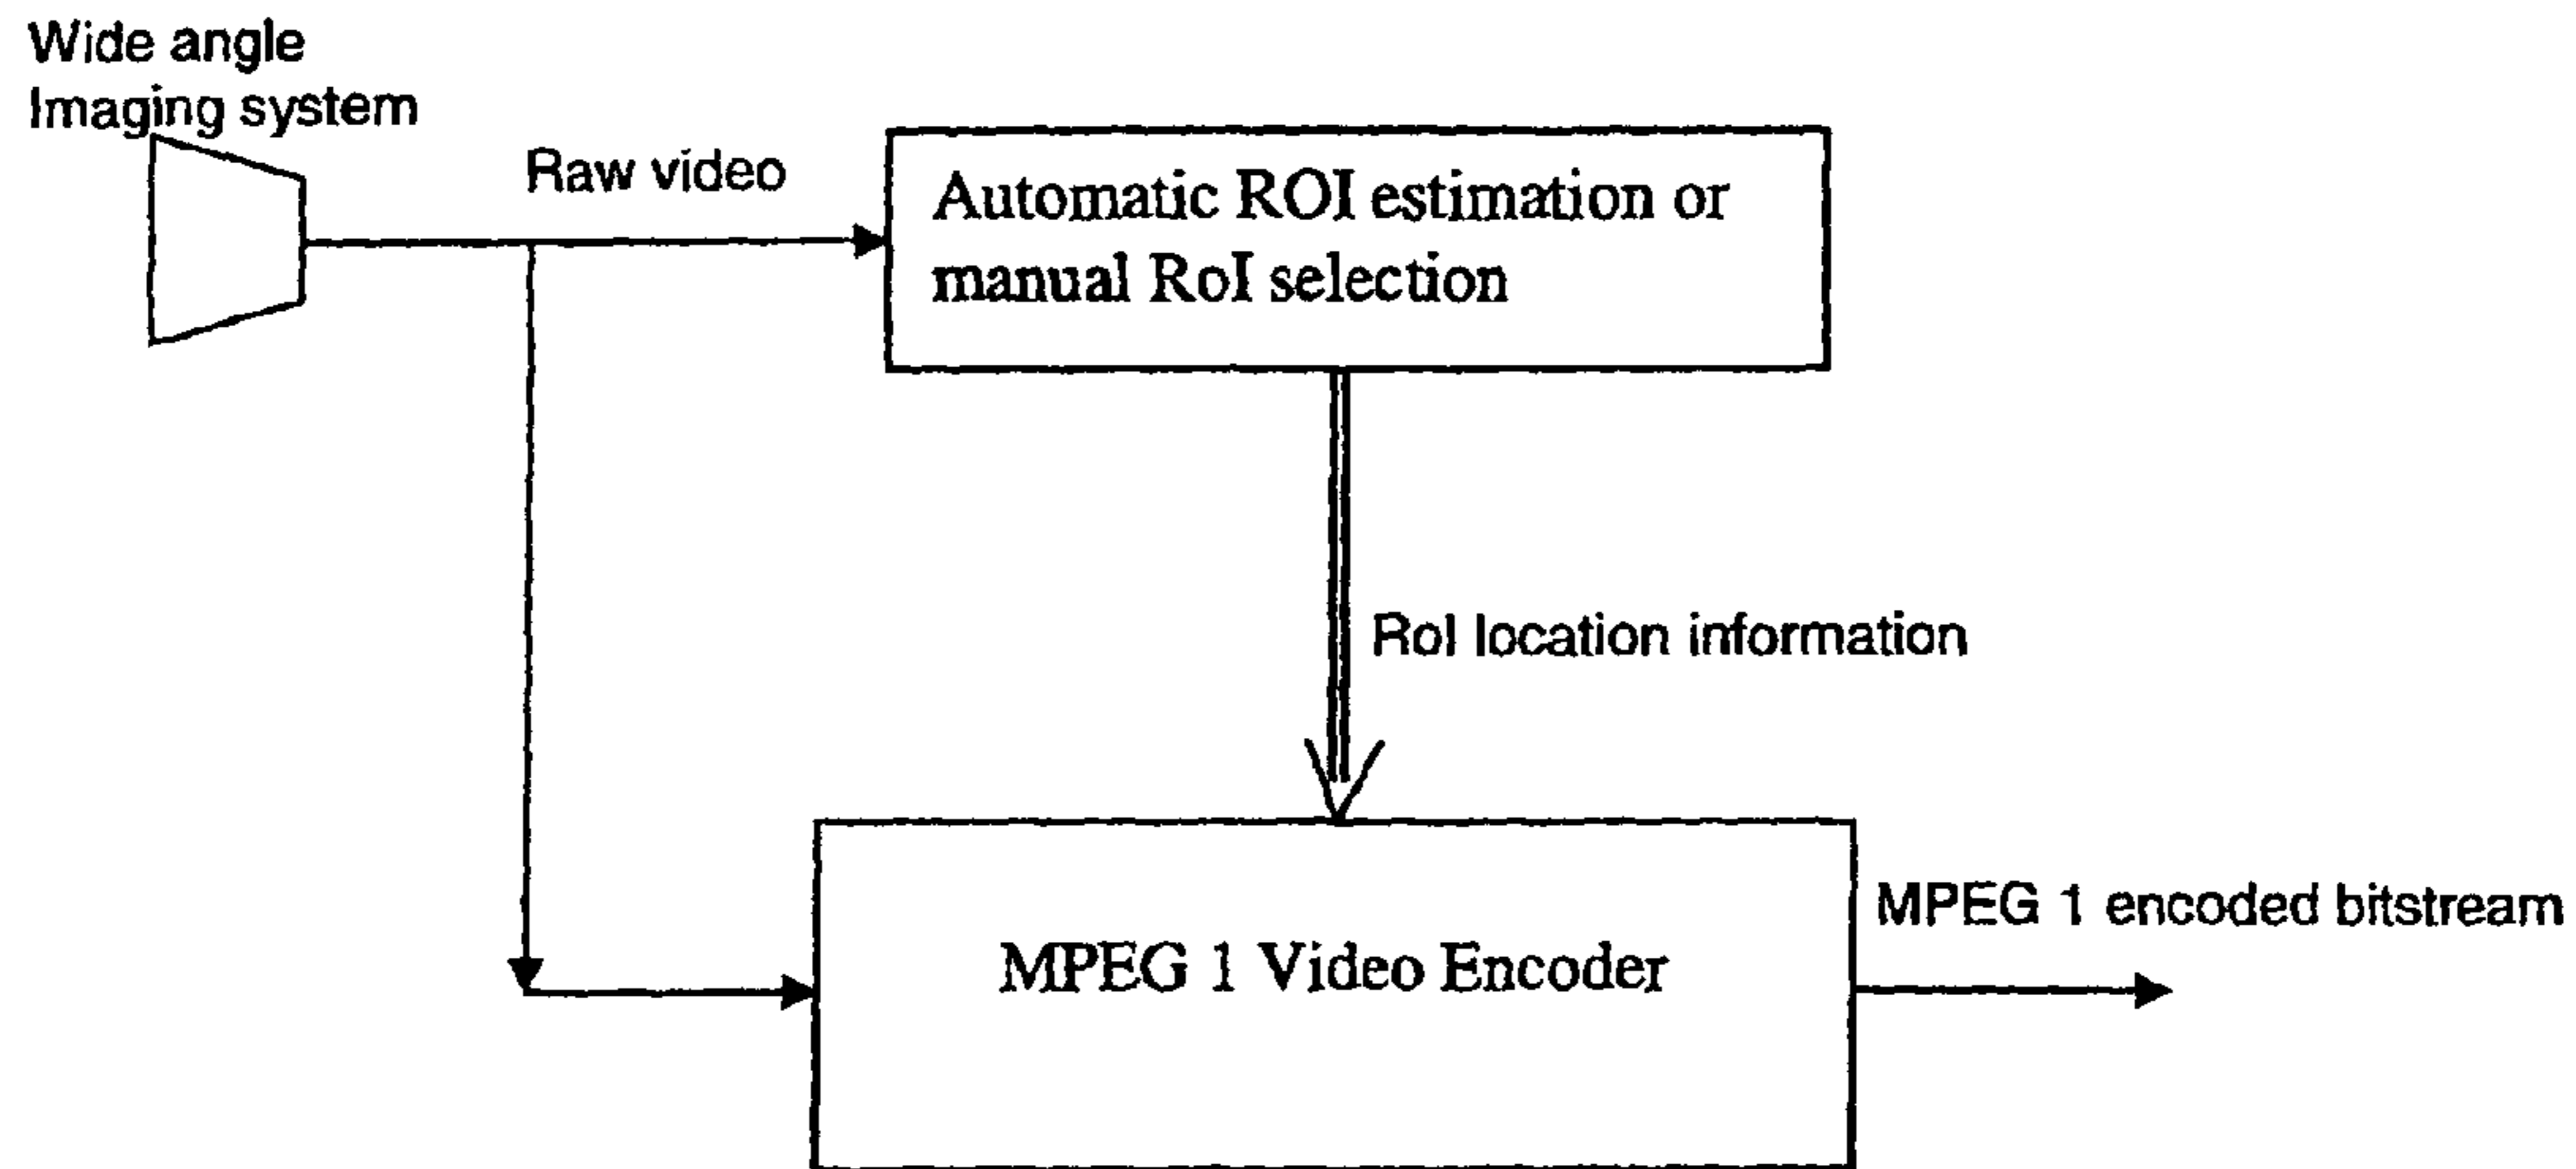 Wide angle
Imaging system
Raw video
Automatic ROI estimation or
manual RoI selection
RoI location information
MPEG 1 Video Encoder
MPEG 1 encoded bitstream